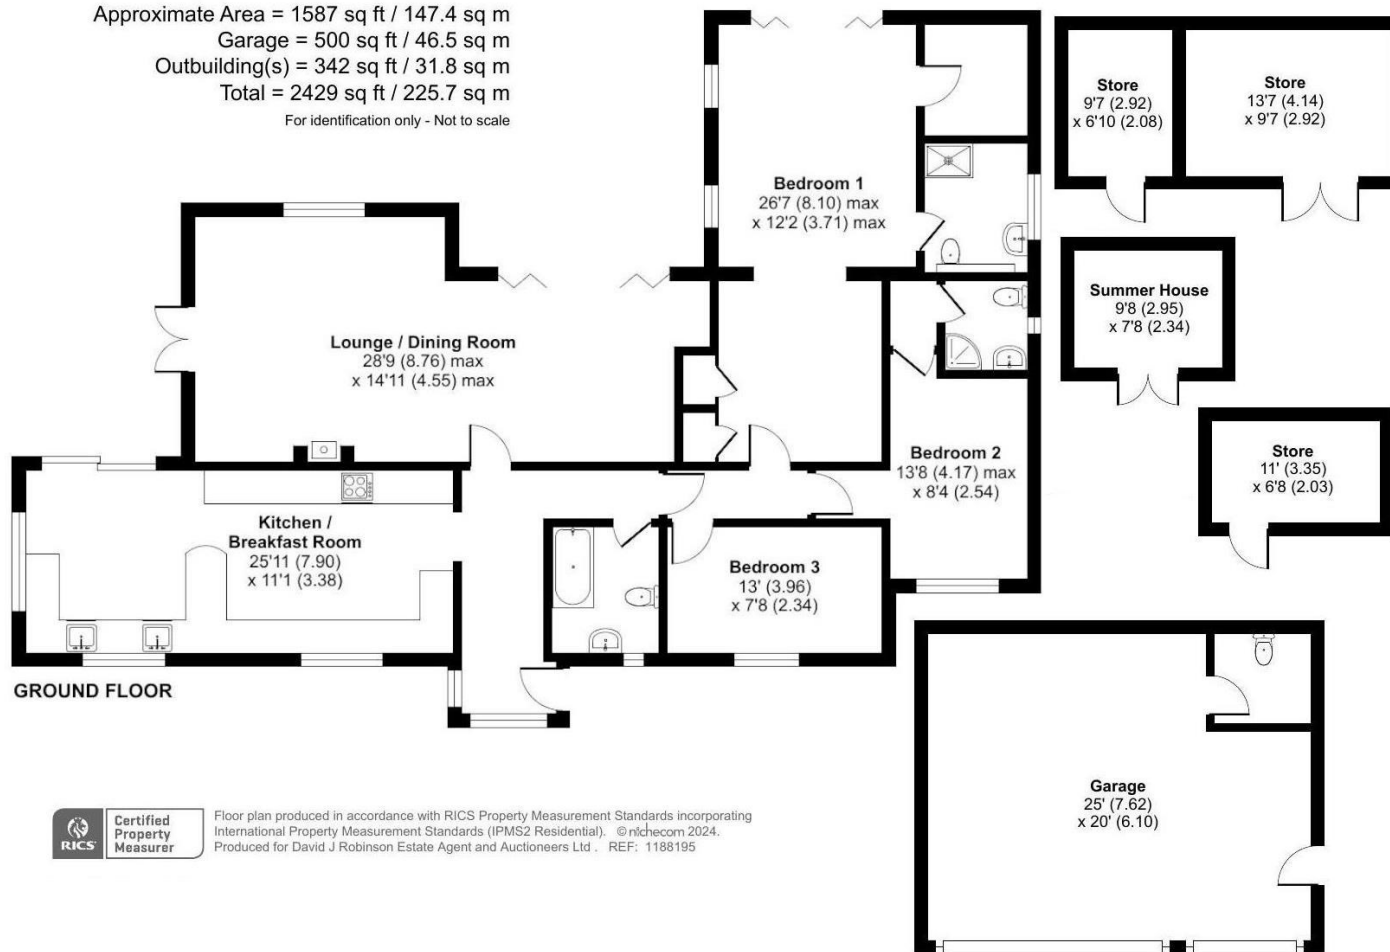 Approximate Area = 1587 sq ft / 147.4 sq m
Garage = 500 sq ft / 46.5 sq m
Outbuilding(s) = 342 sq ft / 31.8 sq m
Total = 2429 sq ft / 225.7 sq m
For identification only - Not to scale
Store
9'7 (2.92)
x 6'10 (2.08)
Store
13'7 (4.14)
x 9'7 (2.92)
Bedroom 1
26'7 (8.10) max
x 12'2 (3.71) max
Summer House
9'8 (2.95)
x 7'8 (2.34)
Lounge / Dining Room
28'9 (8.76) max
x 14'11 (4.55) max
Bedroom 2
13'8 (4.17) max
x 8'4 (2.54)
Store
11' (3.35)
x 6'8 (2.03)
Kitchen /
Breakfast Room
25'11 (7.90)
x 11'1 (3.38)
Bedroom 3
13' (3.96)
x 7'8 (2.34)
GROUND FLOOR
Garage
25' (7.62)
x 20' (6.10)
RICS
Certified
Property
Measurer
Floor plan produced in accordance with RICS Property Measurement Standards incorporating
International Property Measurement Standards (IPMS2 Residential). ©nichecom 2024.
Produced for David J Robinson Estate Agent and Auctioneers Ltd . REF: 1188195